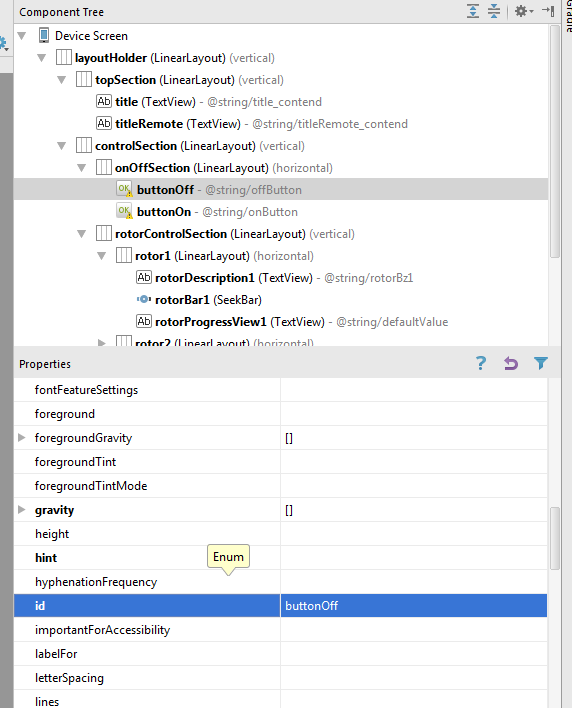 Component Tree
Gradle
Device Screen
layoutHolder (LinearLayout) (vertical)
topSection (LinearLayout) (vertical)
Ab title (TextView) - @string/title_contend
Ab titleRemote (TextView) - @string/titleRemote_contend
controlSection (LinearLayout) (vertical)
onOffSection (LinearLayout) (horizontal)
OK buttonOff - @string/offButton
OK buttonOn - @string/onButton
rotorControlSection (LinearLayout) (vertical)
rotor1 (LinearLayout) (horizontal)
Ab rotorDescription1 (TextView) - @string/rotorBz1
rotorBar1 (SeekBar)
Ab rotorProgressView1 (TextView) - @string/defaultValue
rotor2 (LinearLayout) (horizontal)
Properties ?
fontFeatureSettings
foreground
foregroundGravity []
foregroundTint
foregroundTintMode
gravity []
height
hint
Enum
hyphenationFrequency
id buttonOff
importantForAccessibility
labelFor
letterSpacing
lines